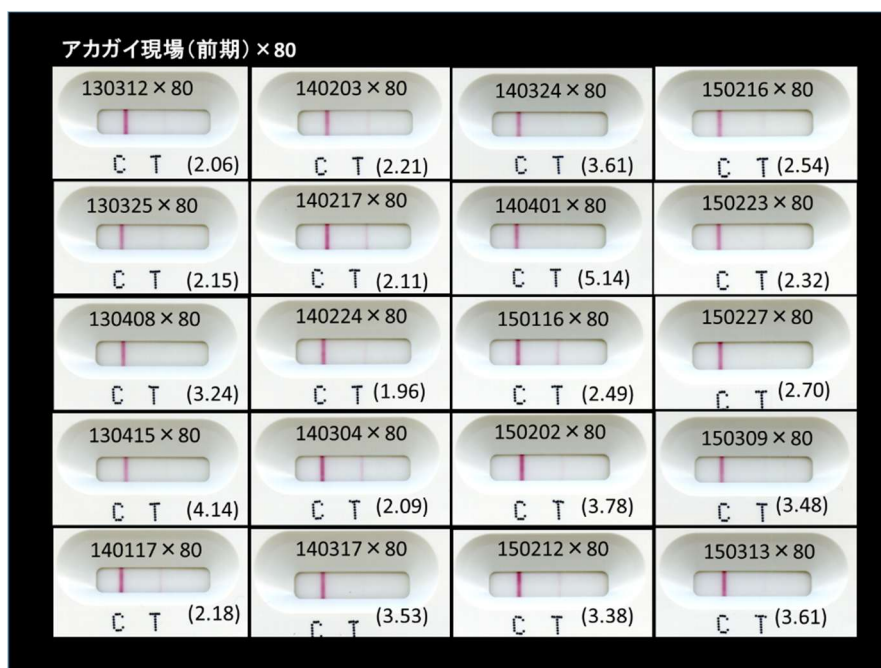 アカガイ現場(前期)×80
130312×80
C T (2.06)
140203×80
C T (2.21)
140324×80
C T (3.61)
150216×80
C T (2.54)
130325×80
C T (2.15)
140217×80
C T (2.11)
140401×80
C T (5.14)
150223×80
C T (2.32)
130408×80
C T (3.24)
140224×80
C T (1.96)
150116×80
C T (2.49)
150227×80
C T (2.70)
130415×80
C T (4.14)
140304×80
C T (2.09)
150202×80
C T (3.78)
150309×80
C T (3.48)
140117×80
C T (2.18)
140317×80
C T (3.53)
150212×80
C T (3.38)
150313×80
C T (3.61)